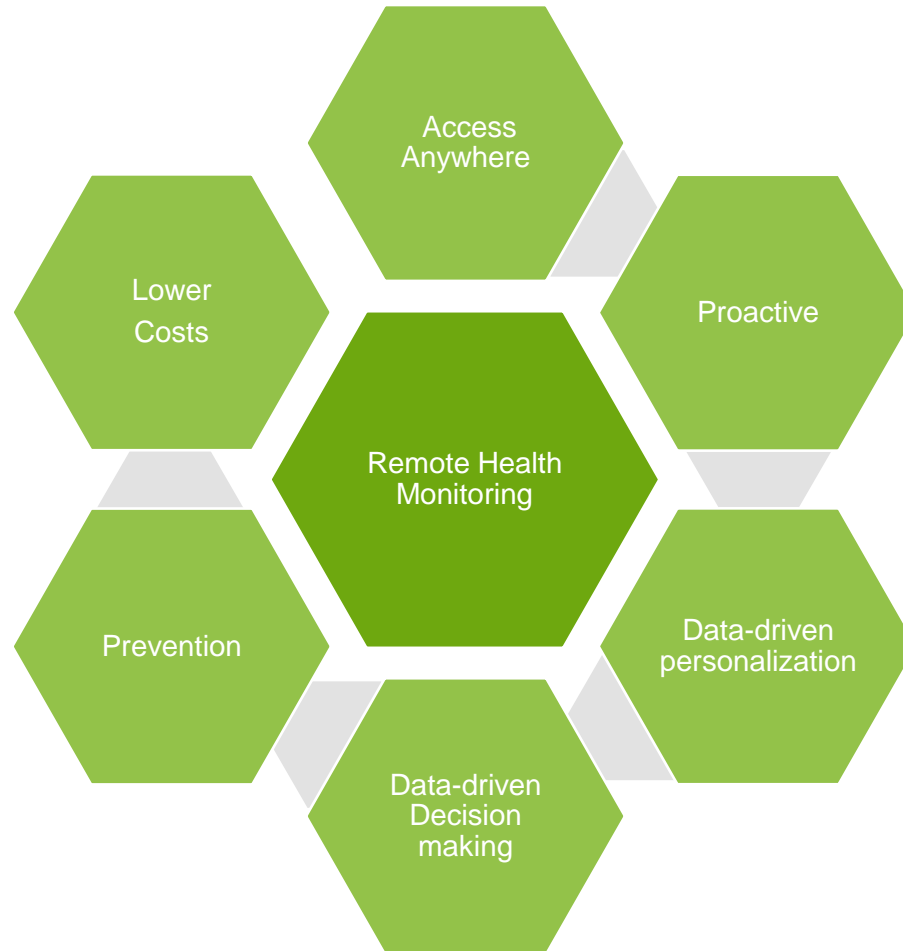 Access
Anywhere
Lower
Costs
Proactive
Remote Health
Monitoring
Prevention
Data-driven
personalization
Data-driven
Decision
making